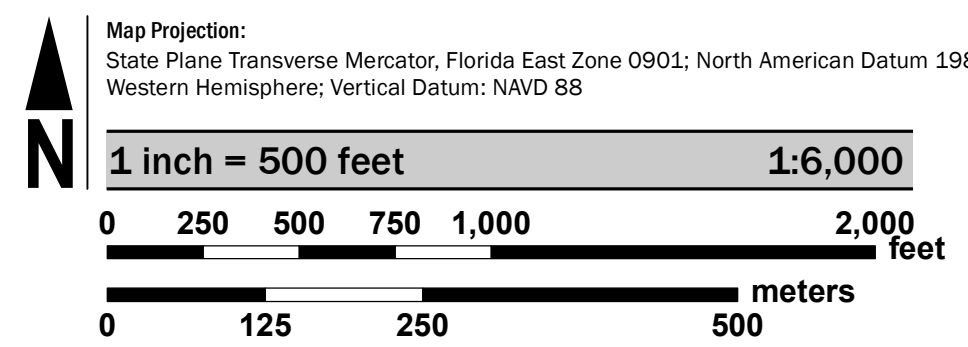 Map Projection:
State Plane Transverse Mercator, Florida East Zone 0901; North American Datum 198
Western Hemisphere; Vertical Datum: NAVD 88
N
1 inch = 500 feet 1:6,000
0 250 500 750 1,000 2,000
feet
meters
0 125 250 500